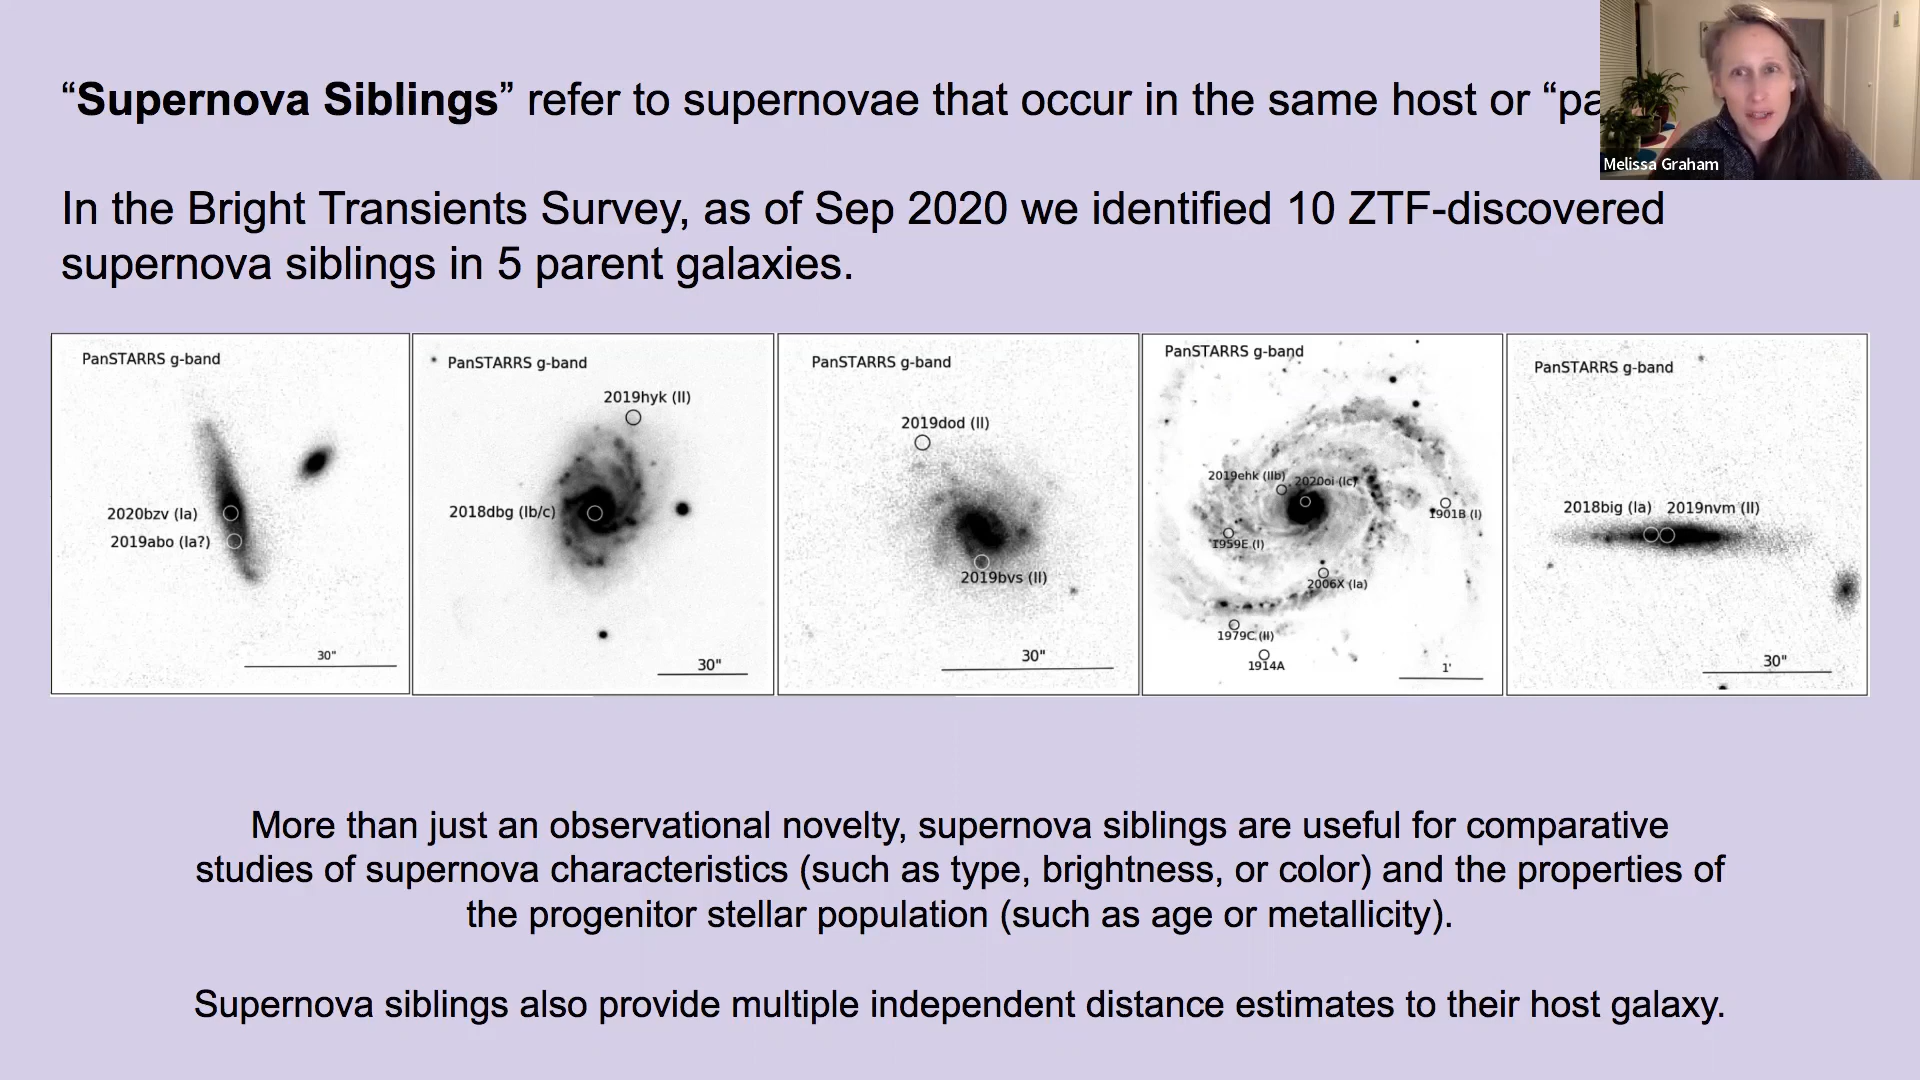 “Supernova Siblings” refer to supernovae that occur in the same host or “pa
Melissa Graham
In the Bright Transients Survey, as of Sep 2020 we identified 10 ZTF-discovered
supernova siblings in 5 parent galaxies.
PanSTARRS g-band
2020bzv (Ia)
2019abo (Ia?)
30"
PanSTARRS g-band
2019hyk (II)
2018dbg (Ib/c)
30"
PanSTARRS g-band
2019dod (II)
2019bvs (II)
30"
PanSTARRS g-band
2019ehk (IIb)
2020oi (Ic)
1901B (I)
1959E (I)
2006X (Ia)
1979C (II)
1914A
1'
PanSTARRS g-band
2018big (Ia) 2019nvm (II)
30"
More than just an observational novelty, supernova siblings are useful for comparative
studies of supernova characteristics (such as type, brightness, or color) and the properties of
the progenitor stellar population (such as age or metallicity).
Supernova siblings also provide multiple independent distance estimates to their host galaxy.